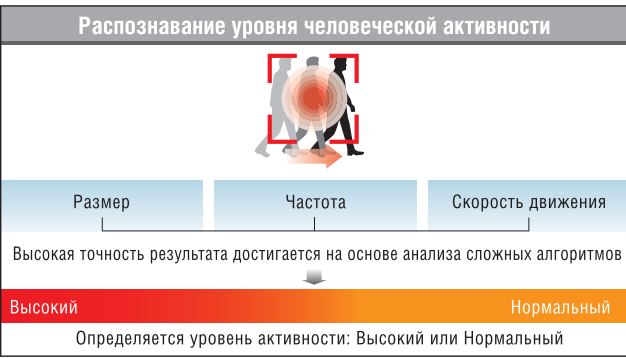 Распознавание уровня человеческой активности
Размер
Частота
Скорость движения
Высокая точность результата достигается на основе анализа сложных алгоритмов
Высокий
Нормальный
Определяется уровень активности: Высокий или Нормальный